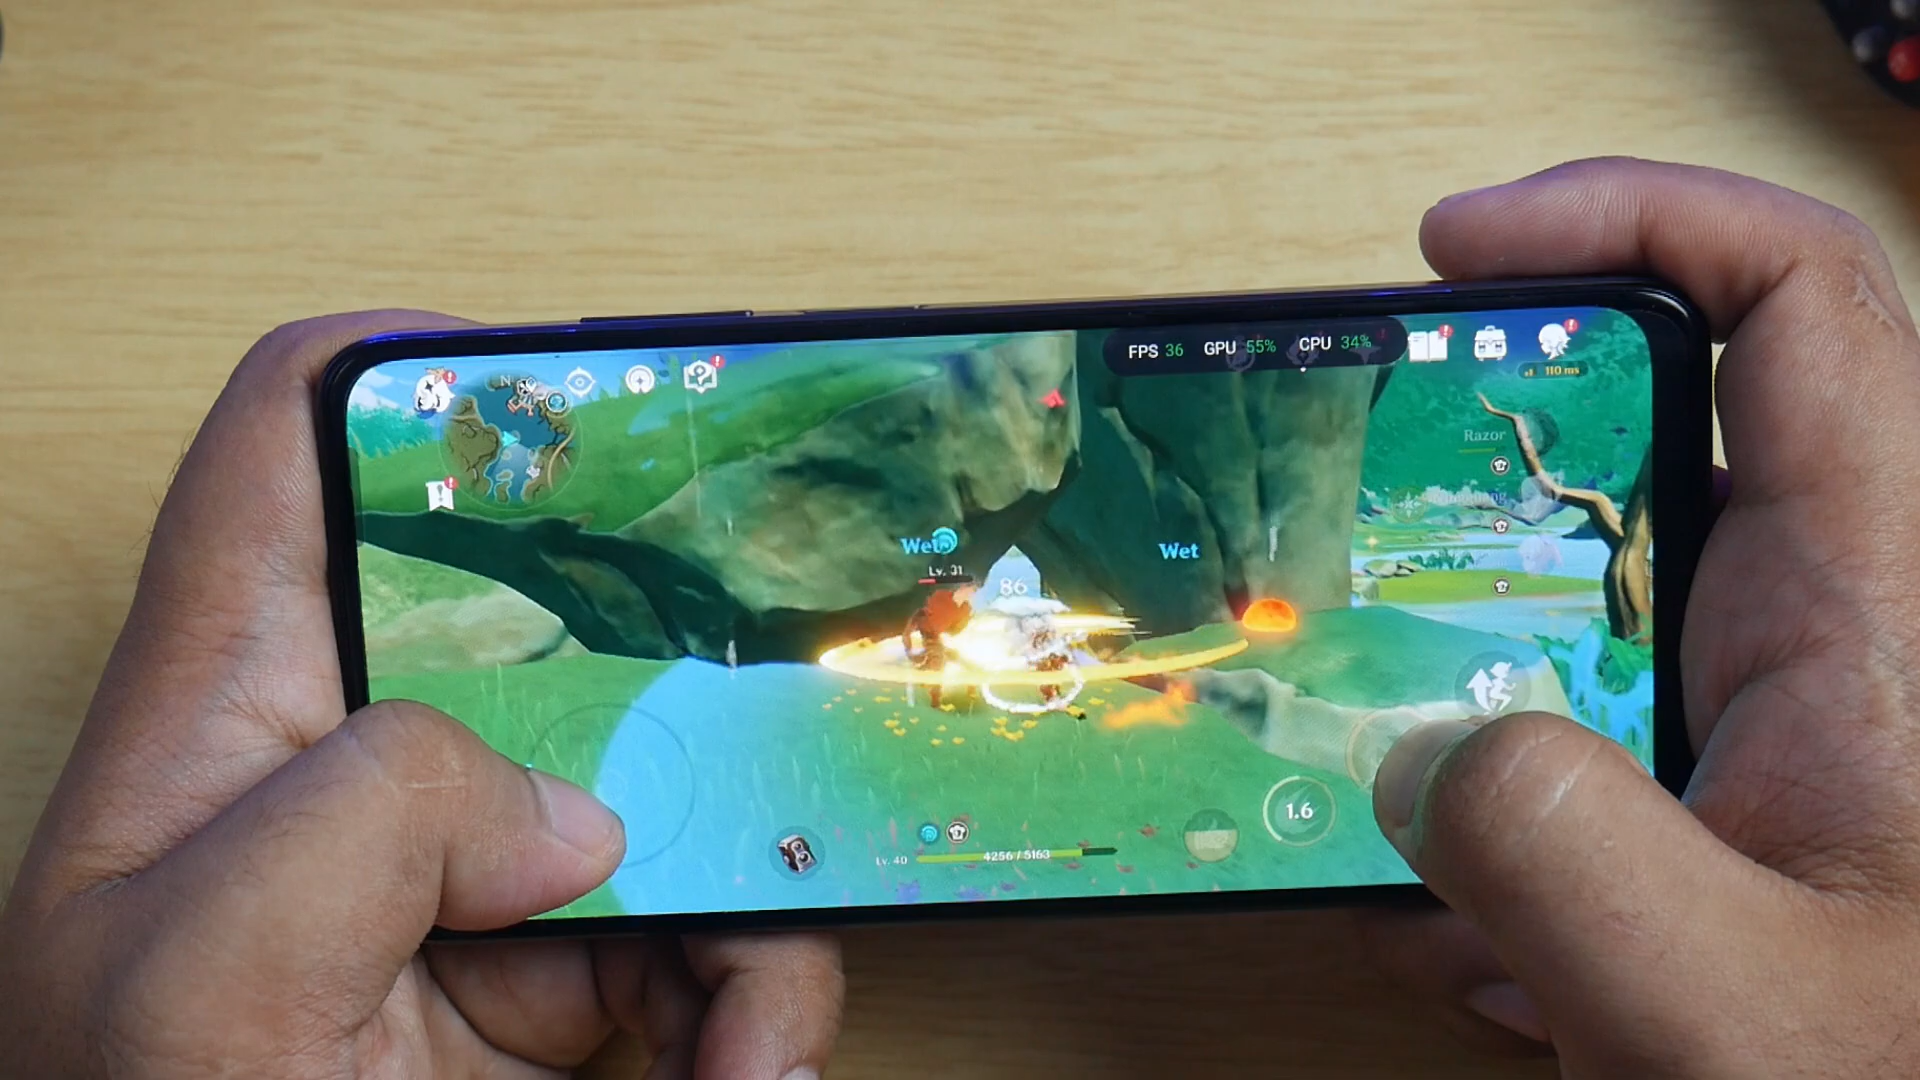 FPS 36 GPU 55% CPU 34%
110 ms
N
Razor
Ningguang
Wet
Wet
Lv. 31
86
1.6
Lv. 40
4256 / 5163